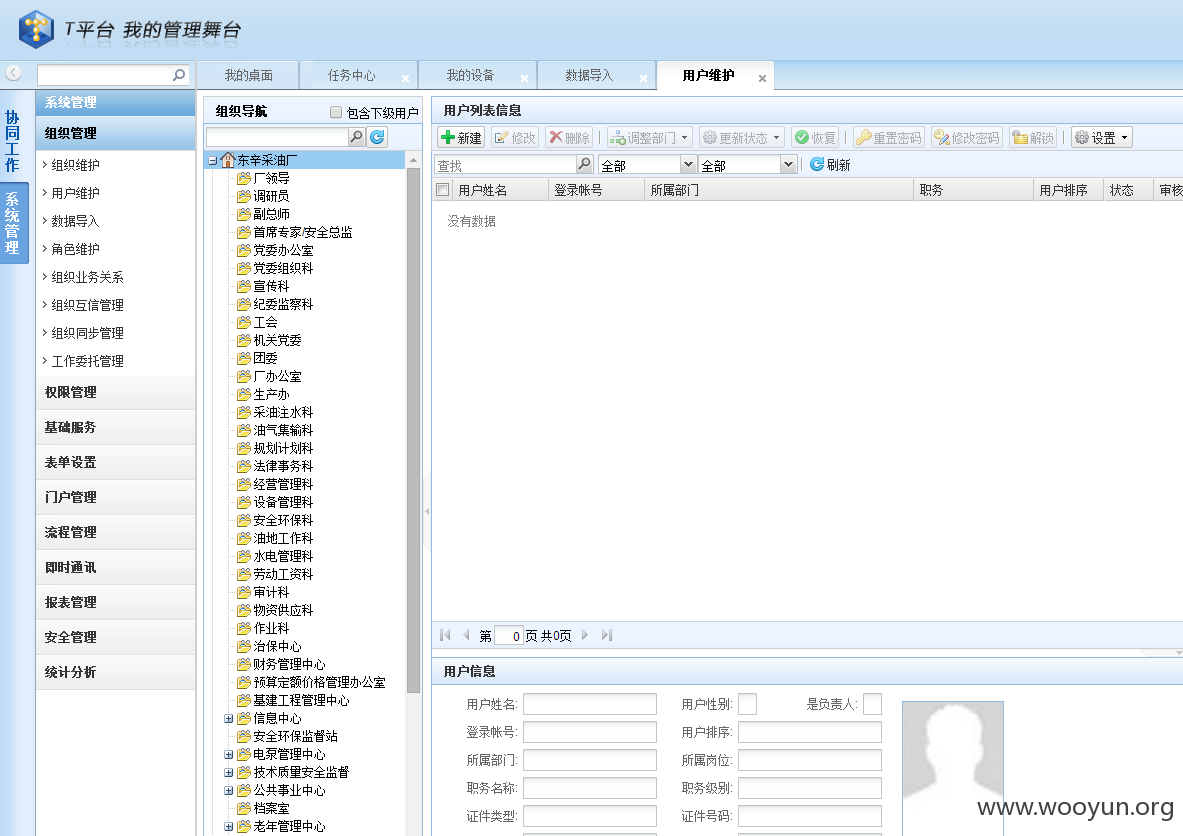 T平台 我的管理舞台
我的桌面 任务中心 我的设备 数据导入 用户维护
协同工作
系统管理
系统管理
组织管理
组织维护
用户维护
数据导入
角色维护
组织业务关系
组织互信管理
组织同步管理
工作委托管理
权限管理
基础服务
表单设置
门户管理
流程管理
即时通讯
报表管理
安全管理
统计分析
组织导航 包含下级用户
东辛采油厂
厂领导
调研员
副总师
首席专家/安全总监
党委办公室
党委组织科
宣传科
纪委监察科
工会
机关党委
团委
厂办公室
生产办
采油注水科
油气集输科
规划计划科
法律事务科
经营管理科
设备管理科
安全环保科
油地工作科
水电管理科
劳动工资科
审计科
物资供应科
作业科
治保中心
财务管理中心
预算定额价格管理办公室
基建工程管理中心
信息中心
安全环保监督站
电泵管理中心
技术质量安全监督
公共事业中心
档案室
老年管理中心
用户列表信息
新建 修改 删除 调整部门 更新状态 恢复 重置密码 修改密码 解锁 设置
查找 全部 全部 刷新
用户姓名 登录帐号 所属部门 职务 用户排序 状态 审核
没有数据
第 0 页 共0页
用户信息
用户姓名: 用户性别: 是负责人:
登录帐号: 用户排序:
所属部门: 所属岗位:
职务名称: 职务级别:
证件类型: 证件号码:
www.wooyun.org